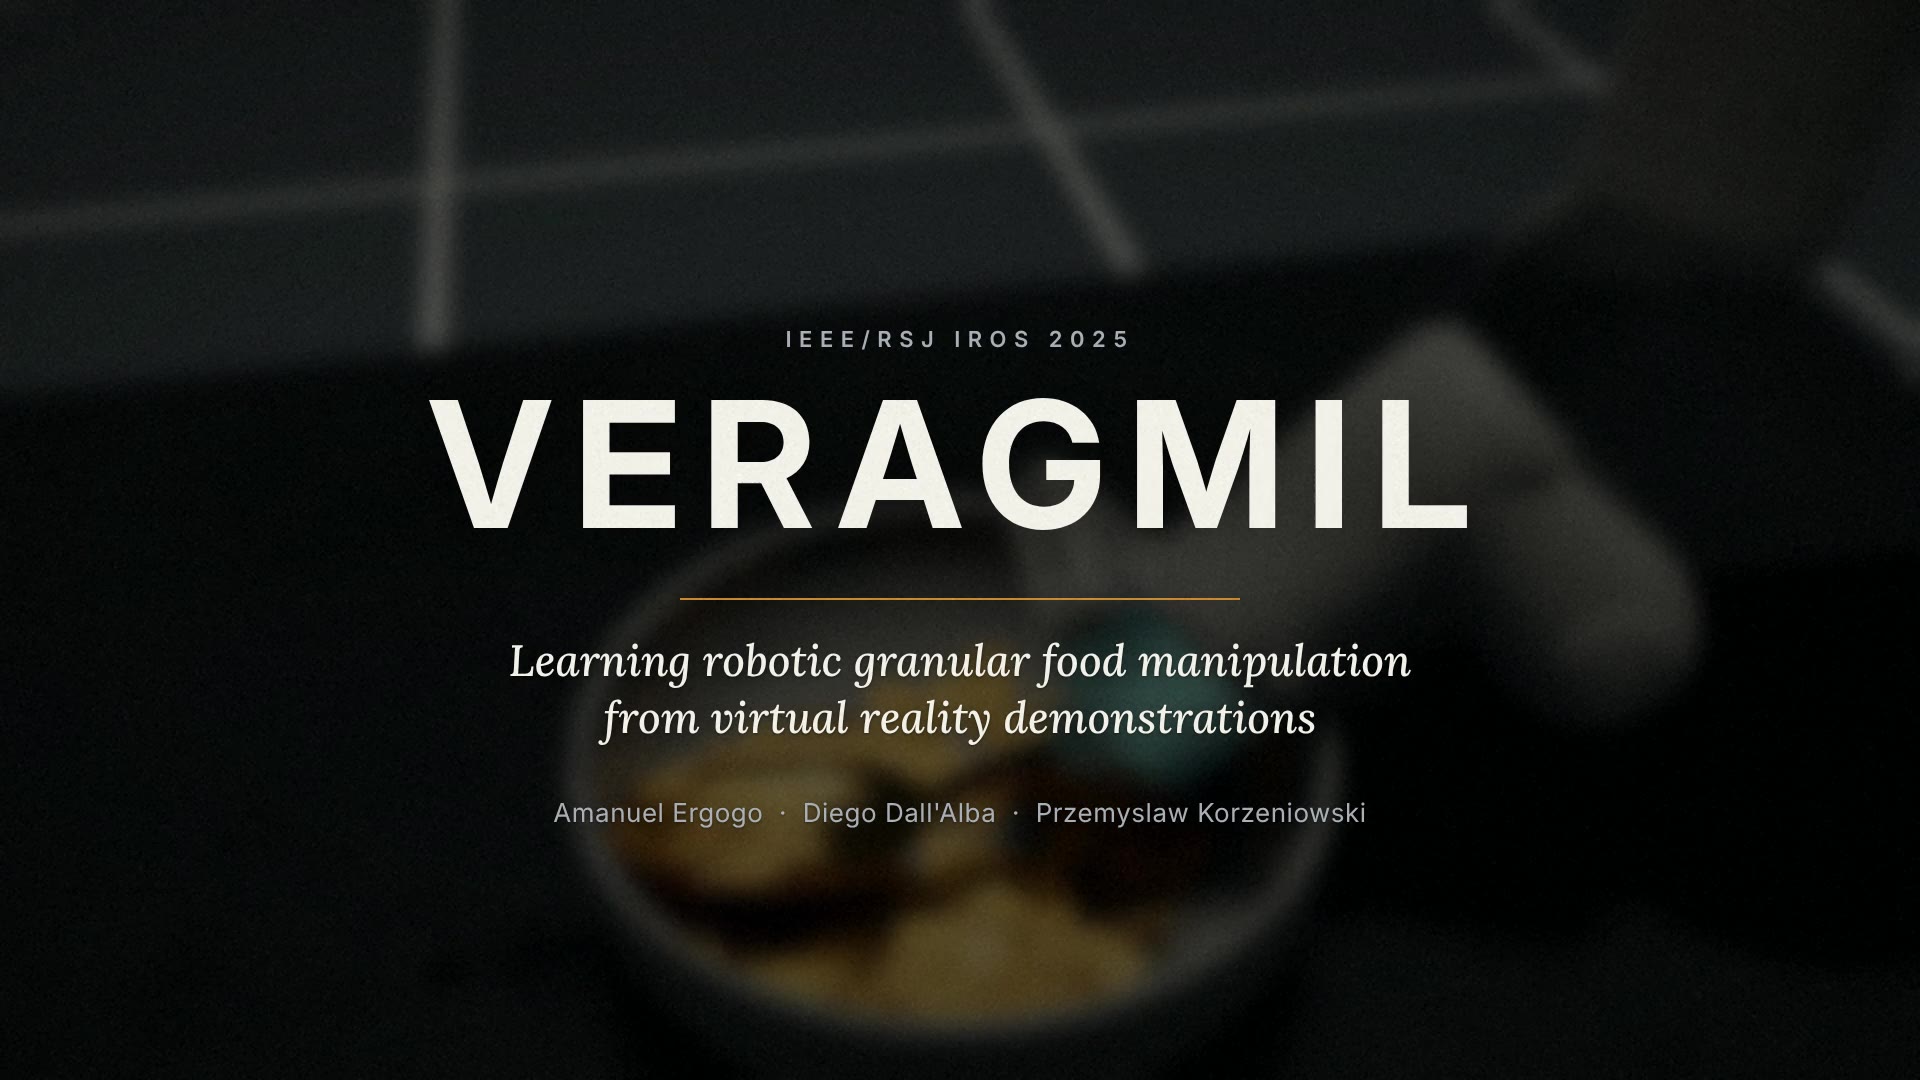 IEEE/RSJ IROS 2025
VERAGMIL
Learning robotic granular food manipulation
from virtual reality demonstrations
Amanuel Ergogo · Diego Dall'Alba · Przemyslaw Korzeniowski